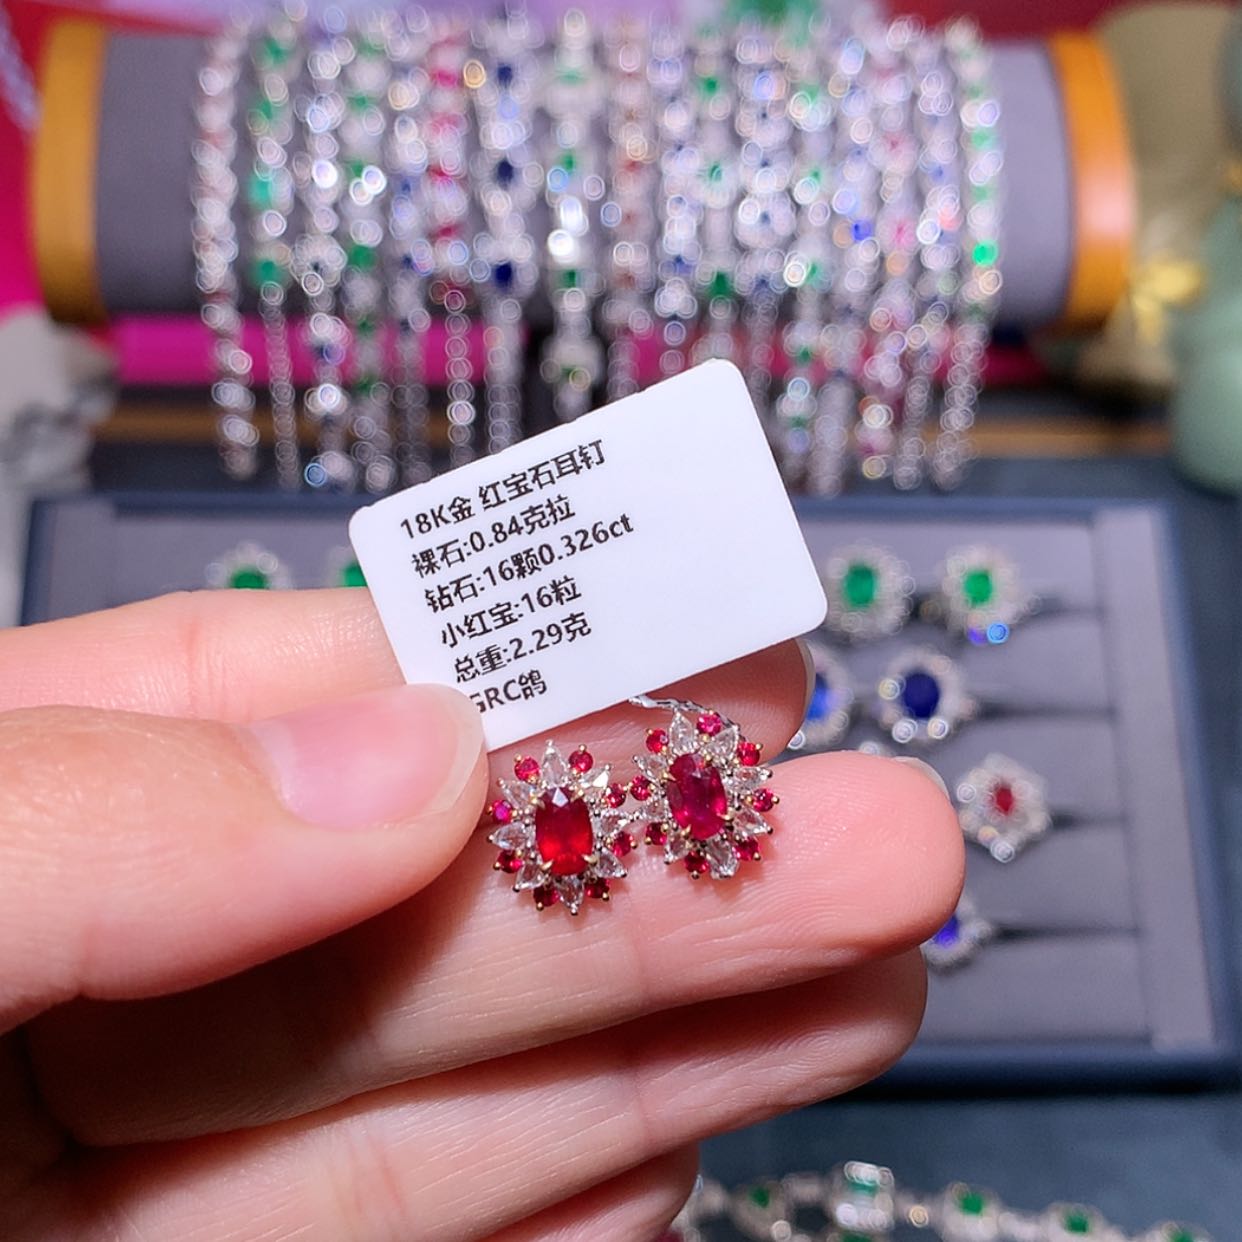 18K金 红宝石耳钉
裸石:0.84克拉
钻石:16颗0.326ct
小红宝:16粒
总重:2.29克
GRC鸽